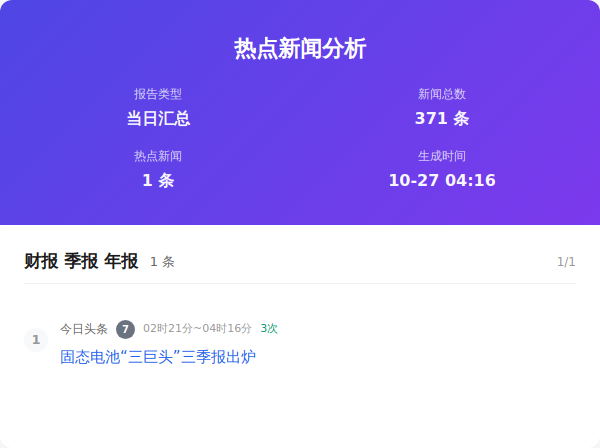 热点新闻分析
报告类型
新闻总数
当日汇总
371 条
热点新闻
生成时间
1 条
10-27 04:16
财报 季报 年报 1 条 1/1
1 今日头条 7 02时21分~04时16分 3次
固态电池“三巨头”三季报出炉